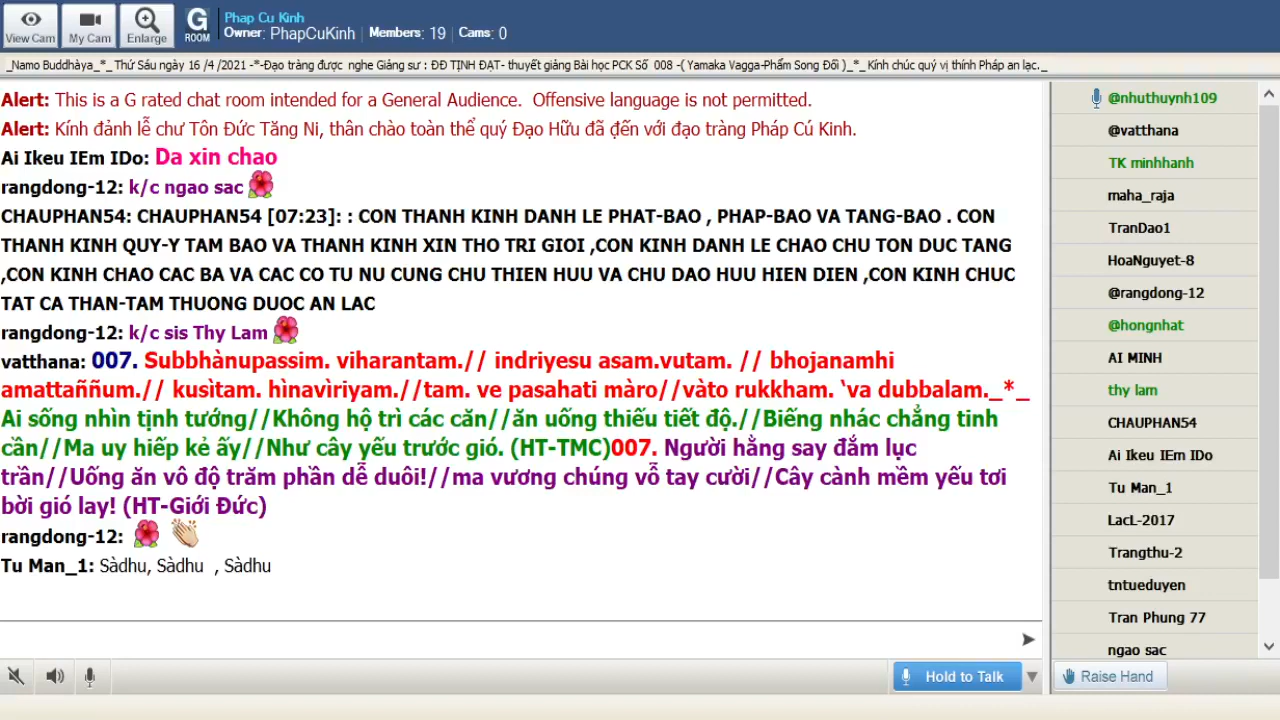 View Cam
My Cam
Enlarge
G
ROOM
Phap Cu Kinh
Owner: PhapCuKinh | Members: 19 | Cams: 0
_Namo Buddhàya_*_ Thứ Sáu ngày 16 /4 /2021 -*-Đạo tràng được nghe Giảng sư : ĐĐ TỊNH ĐẠT- thuyết giảng Bài học PCK Số 008 -( Yamaka Vagga-Phẩm Song Đối )_*_ Kính chúc quý vị thính Pháp an lạc._
Alert: This is a G rated chat room intended for a General Audience. Offensive language is not permitted.
Alert: Kính đảnh lễ chư Tôn Đức Tăng Ni, thân chào toàn thể quý Đạo Hữu đã đến với đạo tràng Pháp Cú Kinh.
Ai Ikeu IEm IDo: Da xin chao
rangdong-12: k/c ngao sac
CHAUPHAN54: CHAUPHAN54 [07:23]: : CON THANH KINH DANH LE PHAT-BAO , PHAP-BAO VA TANG-BAO . CON
THANH KINH QUY-Y TAM BAO VA THANH KINH XIN THO TRI GIOI ,CON KINH DANH LE CHAO CHU TON DUC TANG
,CON KINH CHAO CAC BA VA CAC CO TU NU CUNG CHU THIEN HUU VA CHU DAO HUU HIEN DIEN ,CON KINH CHUC
TAT CA THAN-TAM THUONG DUOC AN LAC
rangdong-12: k/c sis Thy Lam
vatthana: 007. Subbhànupassim. viharantam.// indriyesu asam.vutam. // bhojanamhi
amattaññum.// kusìtam. hìnavìriyam.//tam. ve pasahati màro//vàto rukkham. ‘va dubbalam._*_
Ai sống nhìn tịnh tướng//Không hộ trì các căn//ăn uống thiếu tiết độ.//Biếng nhác chẳng tinh
cần//Ma uy hiếp kẻ ấy//Như cây yếu trước gió. (HT-TMC)007. Người hằng say đắm lục
trần//Uống ăn vô độ trăm phần dễ duôi!//ma vương chúng vỗ tay cười//Cây cành mềm yếu tơi
bời gió lay! (HT-Giới Đức)
rangdong-12:
Tu Man_1: Sàdhu, Sàdhu , Sàdhu
@nhuthuynh109
@vatthana
TK minhhanh
maha_raja
TranDao1
HoaNguyet-8
@rangdong-12
@hongnhat
AI MINH
thy lam
CHAUPHAN54
Ai Ikeu IEm IDo
Tu Man_1
LacL-2017
Trangthu-2
tntueduyen
Tran Phung 77
ngao sac
Hold to Talk
Raise Hand